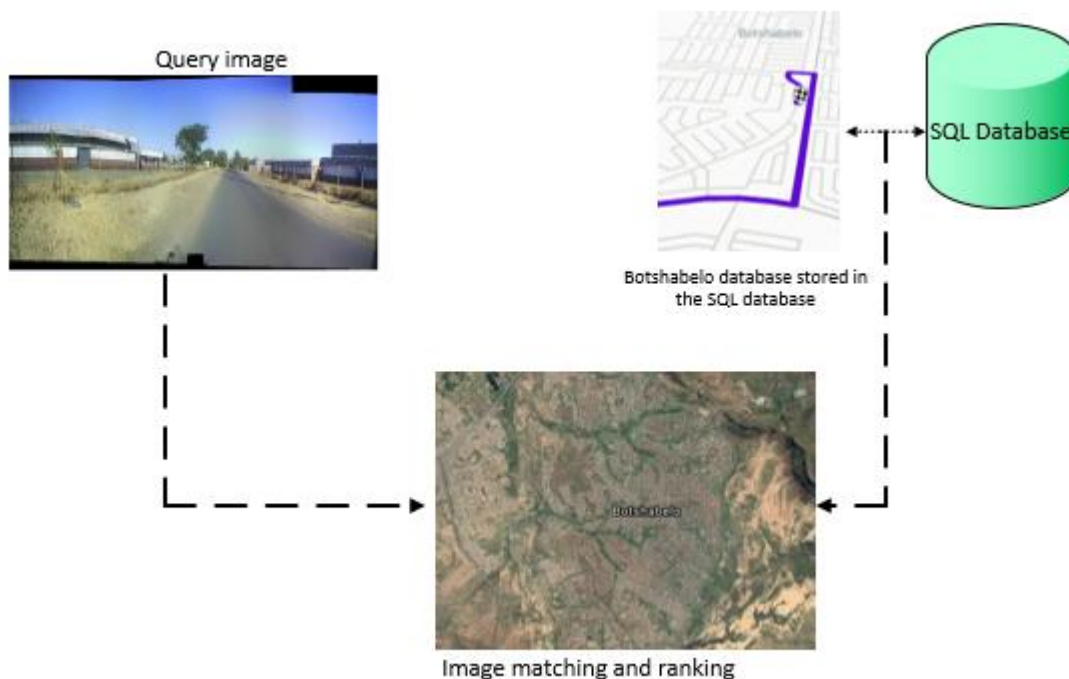 Query image
Botshabelo
SQL Database
Botshabelo database stored in
the SQL database
Botshabelo
Image matching and ranking